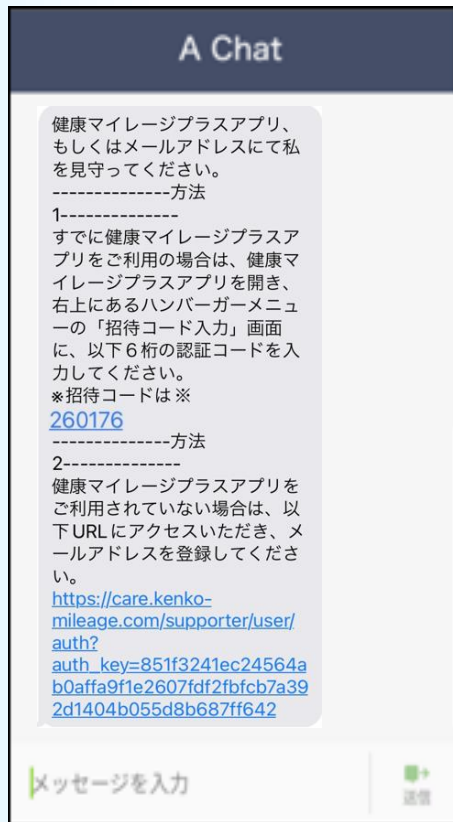 A Chat
健康マイレージプラスアプリ、
もしくはメールアドレスにて私
を見守ってください。
--------------方法
1--------------
すでに健康マイレージプラスア
プリをご利用の場合は、健康マ
イレージプラスアプリを開き、
右上にあるハンバーガーメニュ
ーの「招待コード入力」画面
に、以下６桁の認証コードを入
力してください。
※招待コードは※
260176
--------------方法
2--------------
健康マイレージプラスアプリを
ご利用されていない場合は、以
下URLにアクセスいただき、メ
ールアドレスを登録してくださ
い。
https://care.kenko-
mileage.com/supporter/user/
auth?
auth_key=851f3241ec24564a
b0affa9f1e2607fdf2fbfcb7a39
2d1404b055d8b687ff642
メッセージを入力
送信